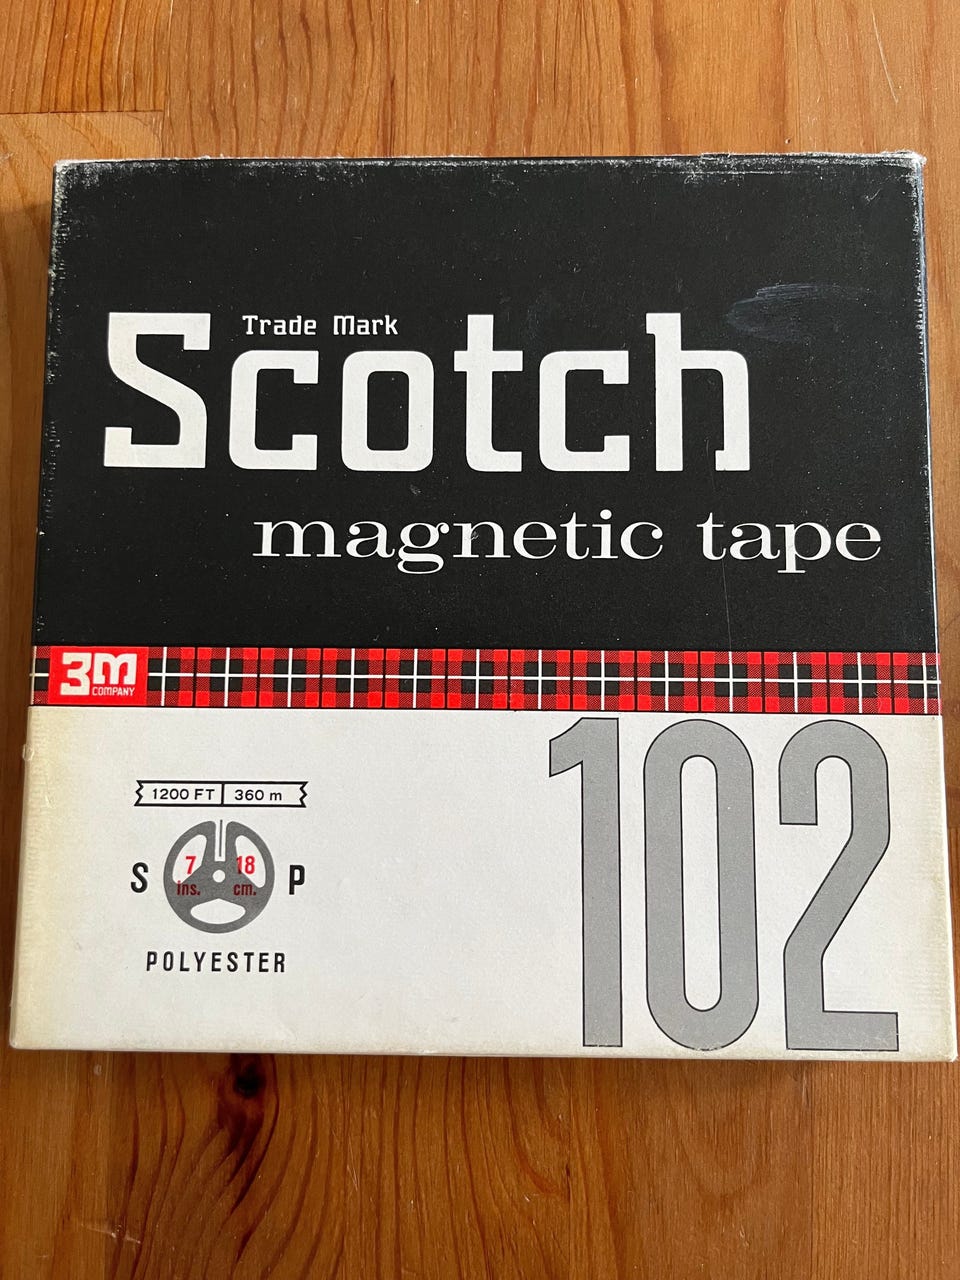 Trade Mark
Scotch
magnetic tape
3M
COMPANY
102
1200 FT 360 m
S 7 18 P
ins. cm.
POLYESTER